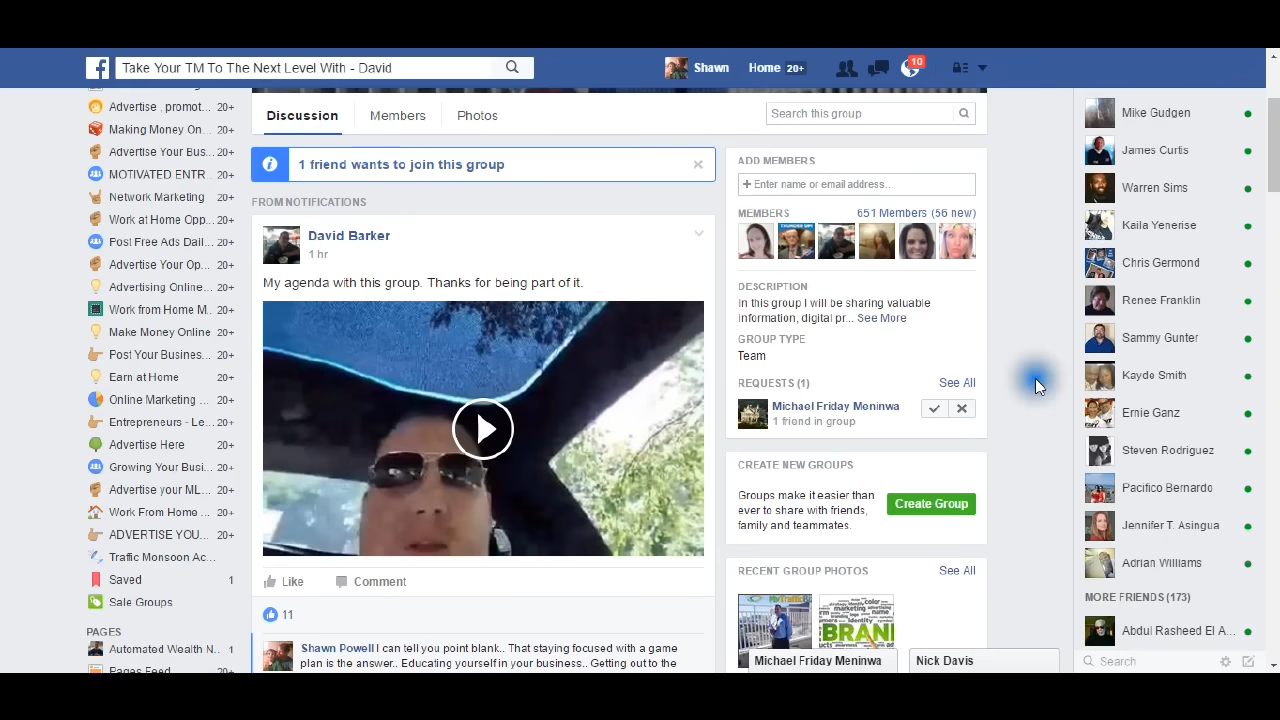 Take Your TM To The Next Level With - David
Shawn
Home 20+
10
Advertise , promot... 20+
Making Money On... 20+
Advertise Your Bus... 20+
MOTIVATED ENTR... 20+
Network Marketing 20+
Work at Home Opp... 20+
Post Free Ads Dail... 20+
Advertise Your Op... 20+
Advertising Online... 20+
Work from Home M... 20+
Make Money Online 20+
Post Your Busines... 20+
Earn at Home 20+
Online Marketing ... 20+
Entrepreneurs - Le... 20+
Advertise Here 20+
Growing Your Busi... 20+
Advertise your ML... 20+
Work From Home ... 20+
ADVERTISE YOU... 20+
Traffic Monsoon Ac...
Saved 1
Sale Groups
PAGES
Automated Wealth N... 1
Pages Feed 20+
Discussion
Members
Photos
Search this group
1 friend wants to join this group
FROM NOTIFICATIONS
David Barker
1 hr
My agenda with this group. Thanks for being part of it.
Like
Comment
11
Shawn Powell I can tell you point blank.. That staying focused with a game
plan is the answer.. Educating yourself in your business.. Getting out to the
ADD MEMBERS
+ Enter name or email address...
MEMBERS
651 Members (56 new)
THUNDER UP!
DESCRIPTION
In this group I will be sharing valuable
information, digital pr... See More
GROUP TYPE
Team
REQUESTS (1)
See All
Michael Friday Meninwa
1 friend in group
CREATE NEW GROUPS
Groups make it easier than
ever to share with friends,
family and teammates.
Create Group
RECENT GROUP PHOTOS
See All
MyTraffic
color
marketing
identity
BRAN
Michael Friday Meninwa
Nick Davis
Mike Gudgen
James Curtis
Warren Sims
Kaila Yenerise
Chris Germond
Renee Franklin
Sammy Gunter
Kayde Smith
Ernie Ganz
Steven Rodriguez
Pacifico Bernardo
Jennifer T. Asingua
Adrian Williams
MORE FRIENDS (173)
Abdul Rasheed El A...
Search